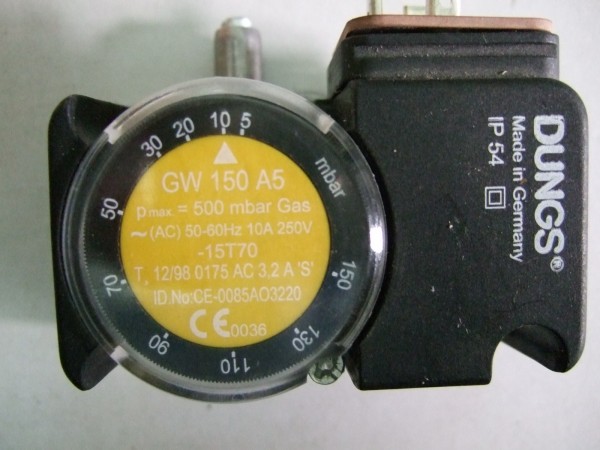 5
10
20
30
50
70
90
110
130
150
mbar
GW 150 A5
p max. = 500 mbar Gas
~ (AC) 50-60Hz 10A 250V
-15T70
T, 12/98 0175 AC 3,2 A 'S'
ID.No:CE-0085AO3220
CE 0036
DUNGS®
Made in Germany
IP 54